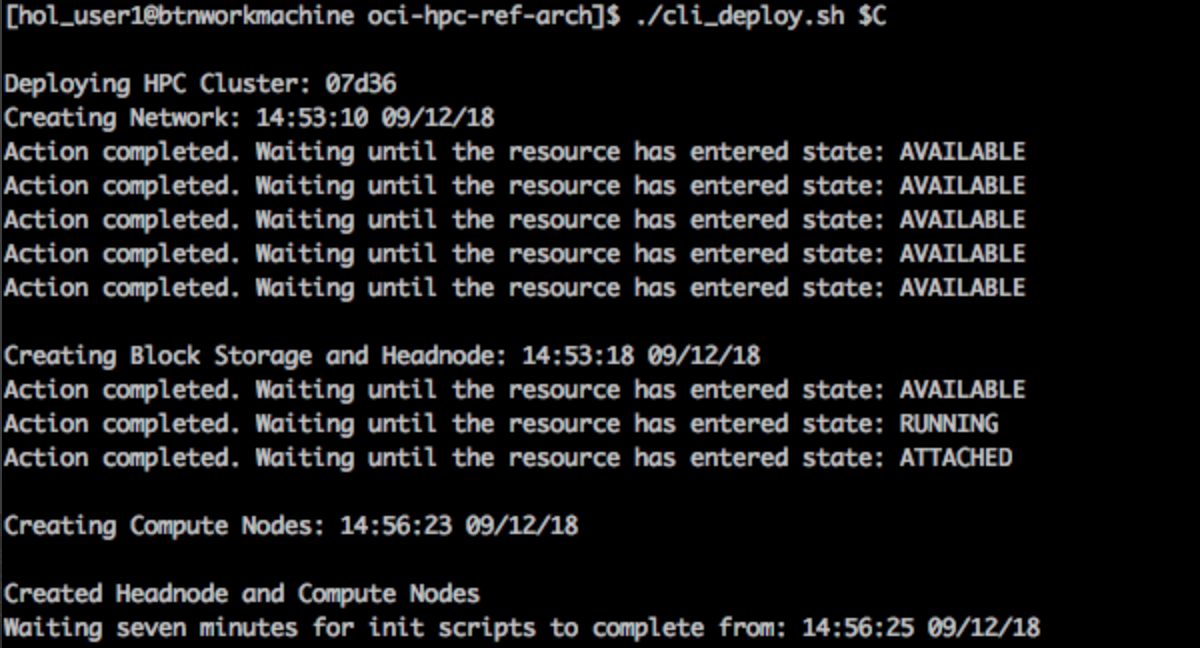 [hol_user1@btnworkmachine oci-hpc-ref-arch]$ ./cli_deploy.sh $C
Deploying HPC Cluster: 07d36
Creating Network: 14:53:10 09/12/18
Action completed. Waiting until the resource has entered state: AVAILABLE
Action completed. Waiting until the resource has entered state: AVAILABLE
Action completed. Waiting until the resource has entered state: AVAILABLE
Action completed. Waiting until the resource has entered state: AVAILABLE
Action completed. Waiting until the resource has entered state: AVAILABLE
Creating Block Storage and Headnode: 14:53:18 09/12/18
Action completed. Waiting until the resource has entered state: AVAILABLE
Action completed. Waiting until the resource has entered state: RUNNING
Action completed. Waiting until the resource has entered state: ATTACHED
Creating Compute Nodes: 14:56:23 09/12/18
Created Headnode and Compute Nodes
Waiting seven minutes for init scripts to complete from: 14:56:25 09/12/18